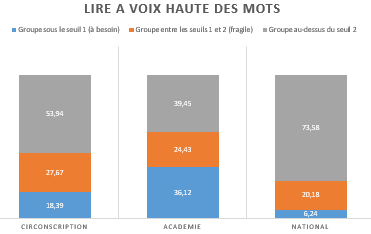 LIRE A VOIX HAUTE DES MOTS
Groupe sous le seuil 1 (à besoin) Groupe entre les seuils 1 et 2 (fragile) Groupe au-dessus du seuil 2
53,94 39,45 73,58
27,67 24,43 20,18
18,39 36,12 6,24
CIRCONSCRIPTION ACADEMIE NATIONAL